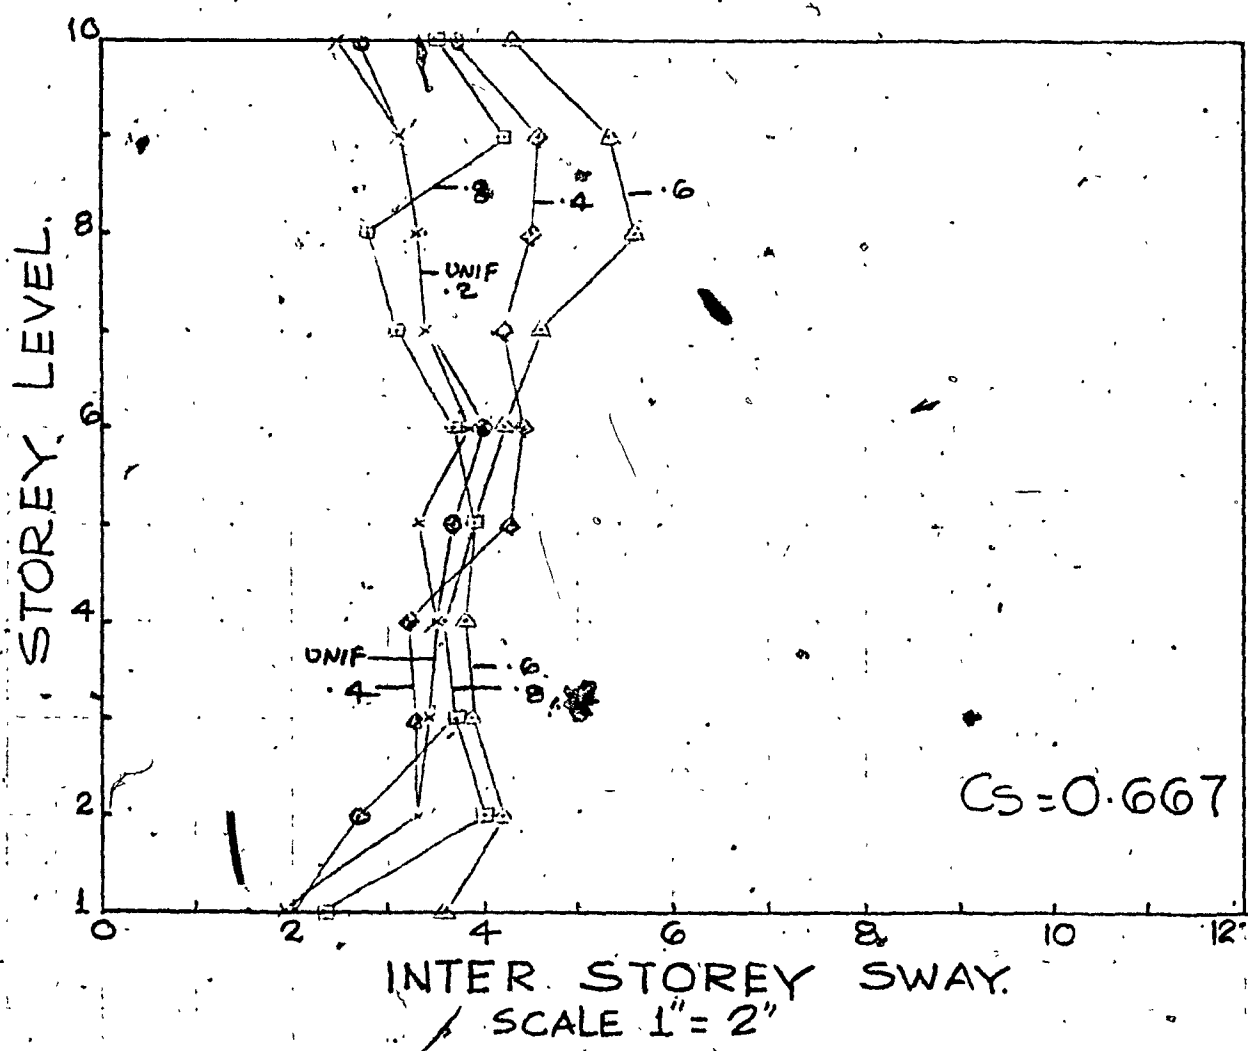 10
8
6
4
2
1
STOREY LEVEL.
.8
.4
.6
UNIF
.2
UNIF
.4
.6
.8
CS=0.667
0 2 4 6 8 10 12
INTER STOREY SWAY.
SCALE 1"=2"